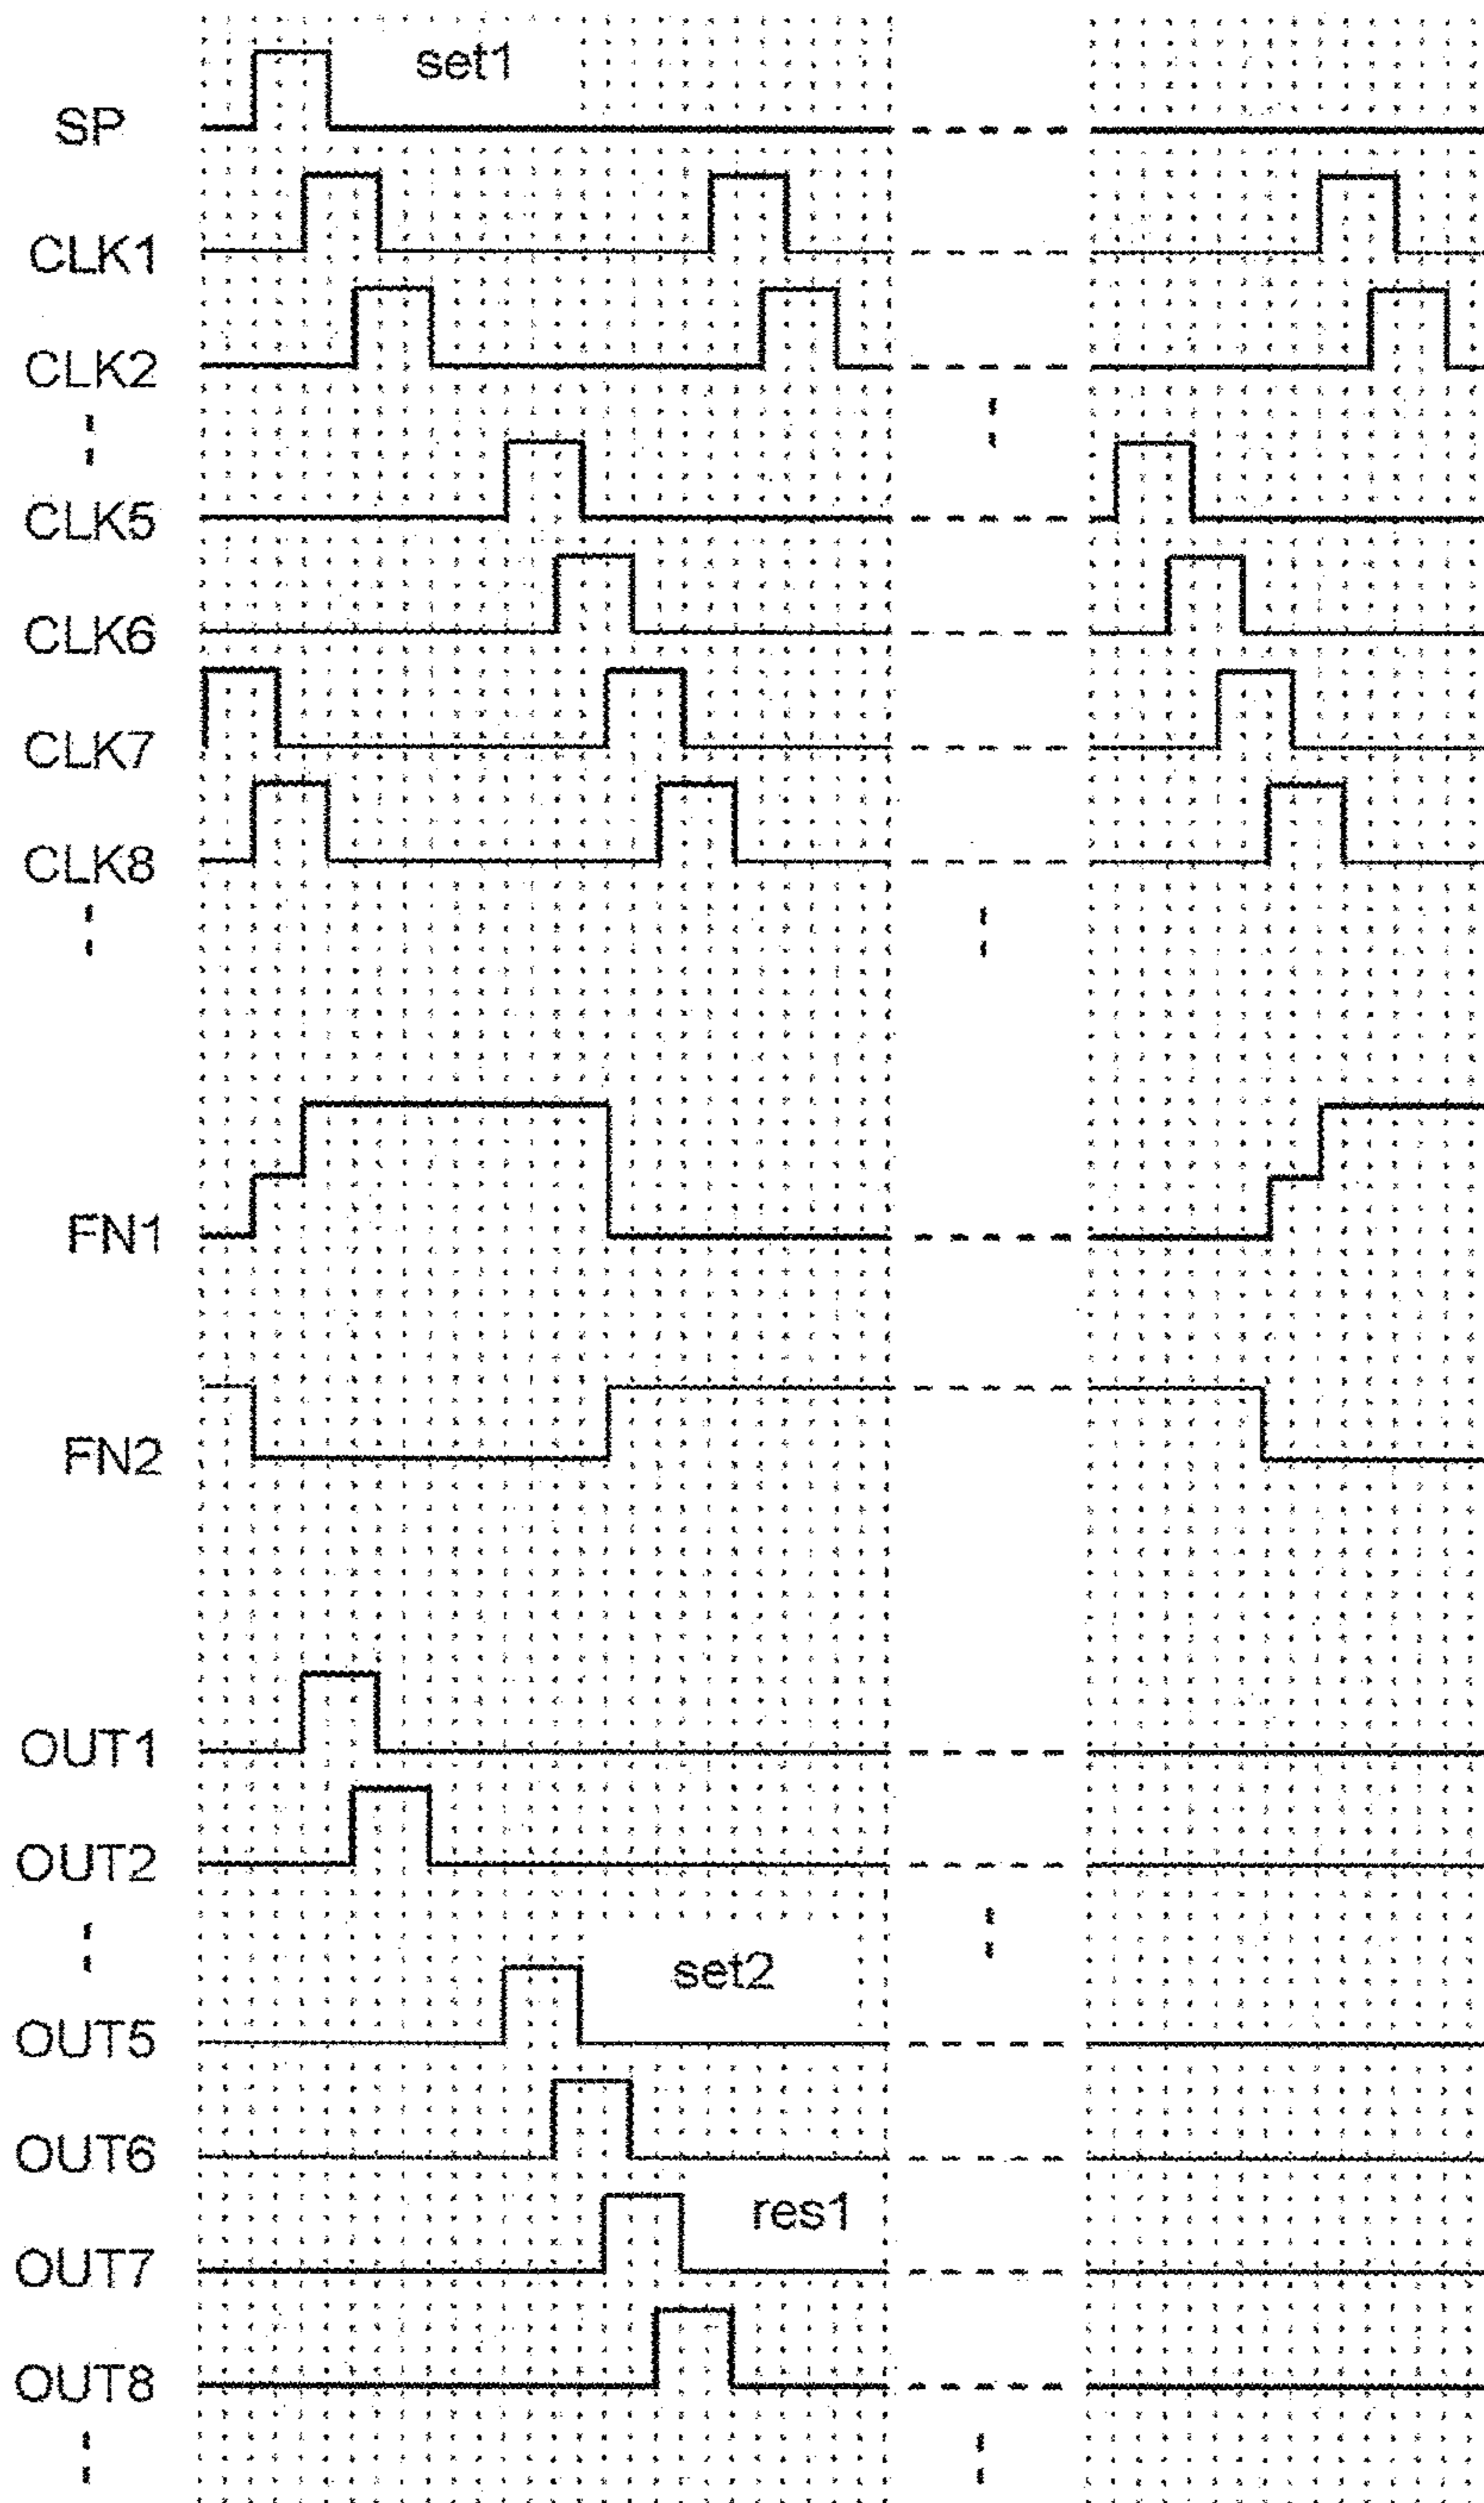 set1
SP
CLK1
CLK2
CLK5
CLK6
CLK7
CLK8
FN1
FN2
OUT1
OUT2
set2
OUT5
OUT6
res1
OUT7
OUT8